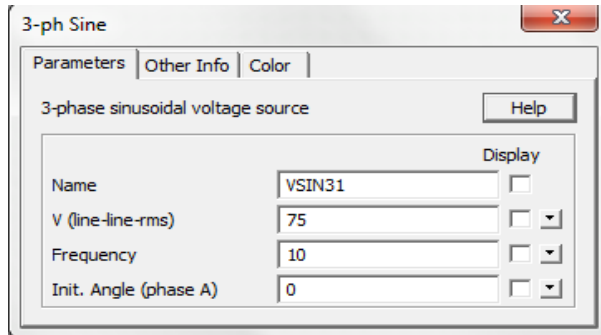 3-ph Sine
Parameters Other Info Color
3-phase sinusoidal voltage source Help
Display
Name VSIN31
V (line-line-rms) 75
Frequency 10
Init. Angle (phase A) 0